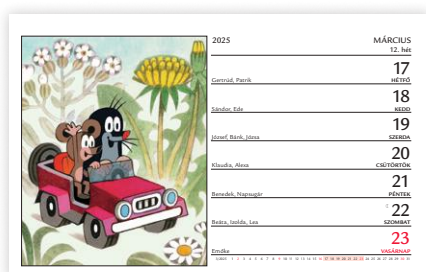 2025 MÁRCIUS
12. hét
17
Gertrúd, Patrik HÉTFŐ
18
Sándor, Ede KEDD
19
József, Bánk, Józsa SZERDA
20
Klaudia, Alexa CSÜTÖRTÖK
21
Benedek, Napsugár PÉNTEK
22
Beáta, Izolda, Lea SZOMBAT
23
Emőke VASÁRNAP